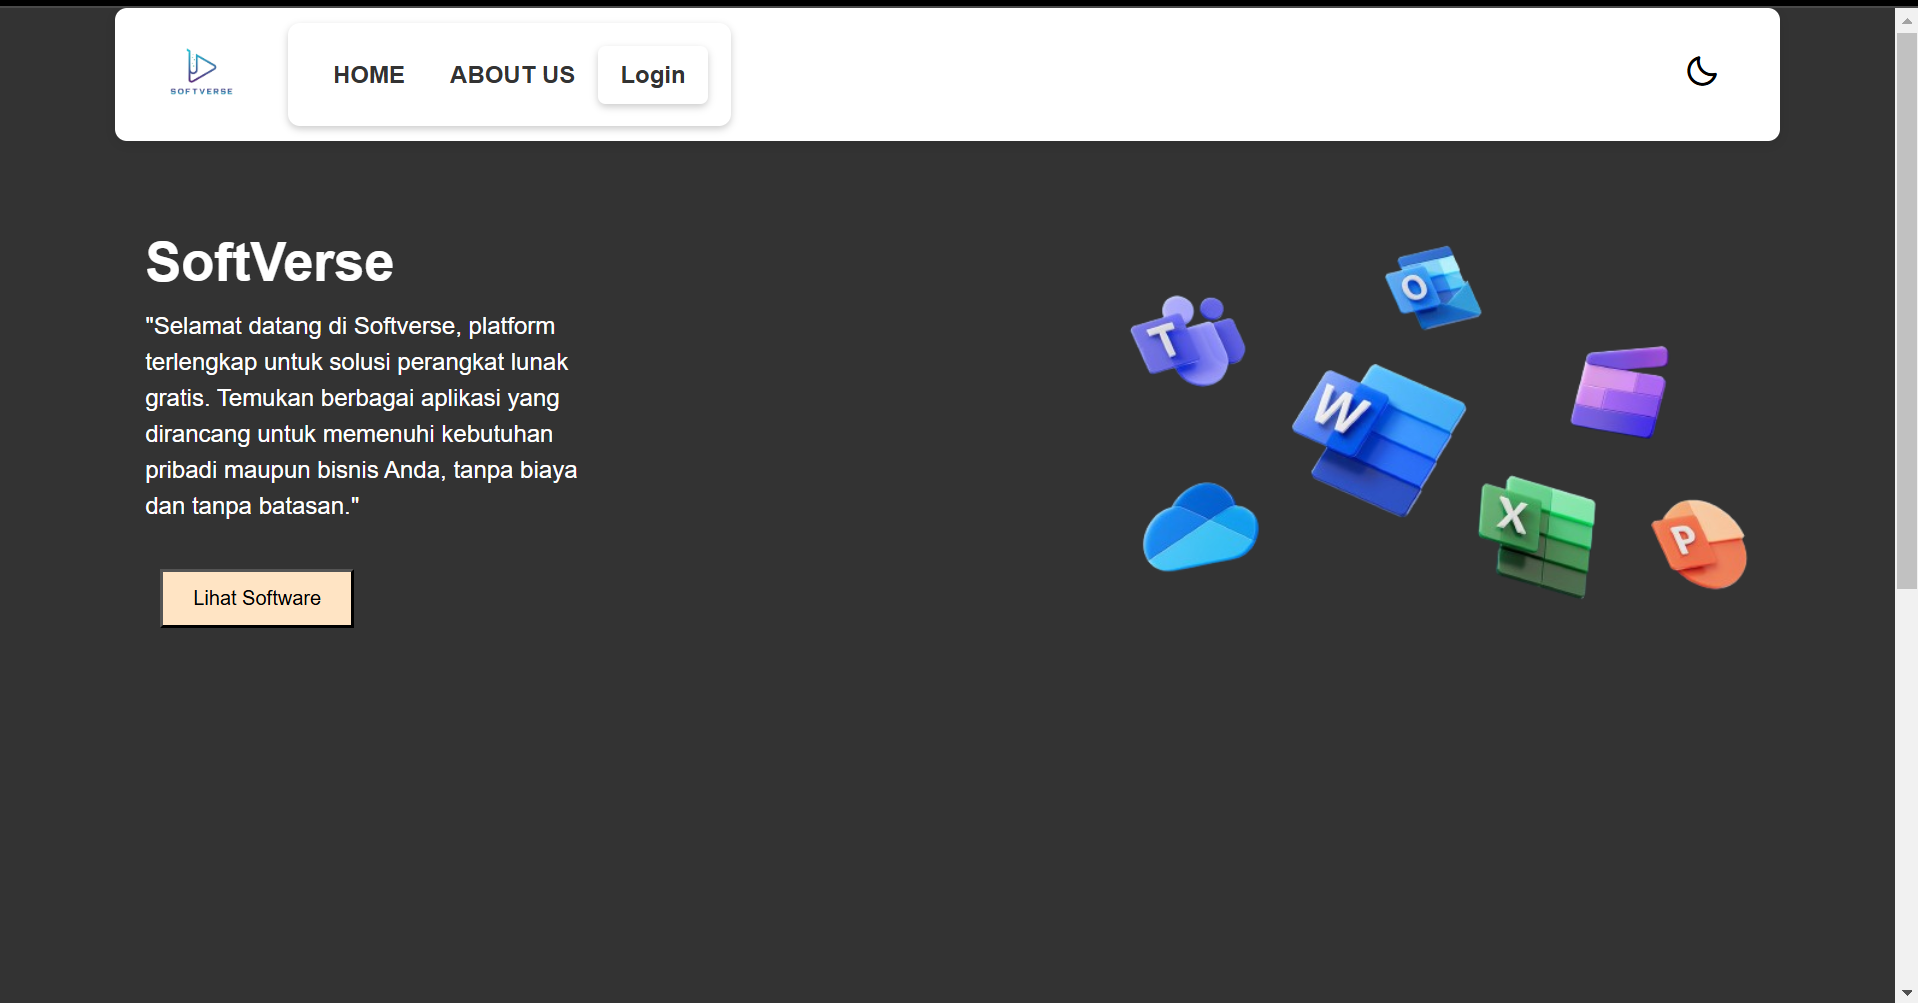 SOFTVERSE
HOME
ABOUT US
Login
SoftVerse
"Selamat datang di Softverse, platform
terlengkap untuk solusi perangkat lunak
gratis. Temukan berbagai aplikasi yang
dirancang untuk memenuhi kebutuhan
pribadi maupun bisnis Anda, tanpa biaya
dan tanpa batasan."
Lihat Software
O
T
W
X
P